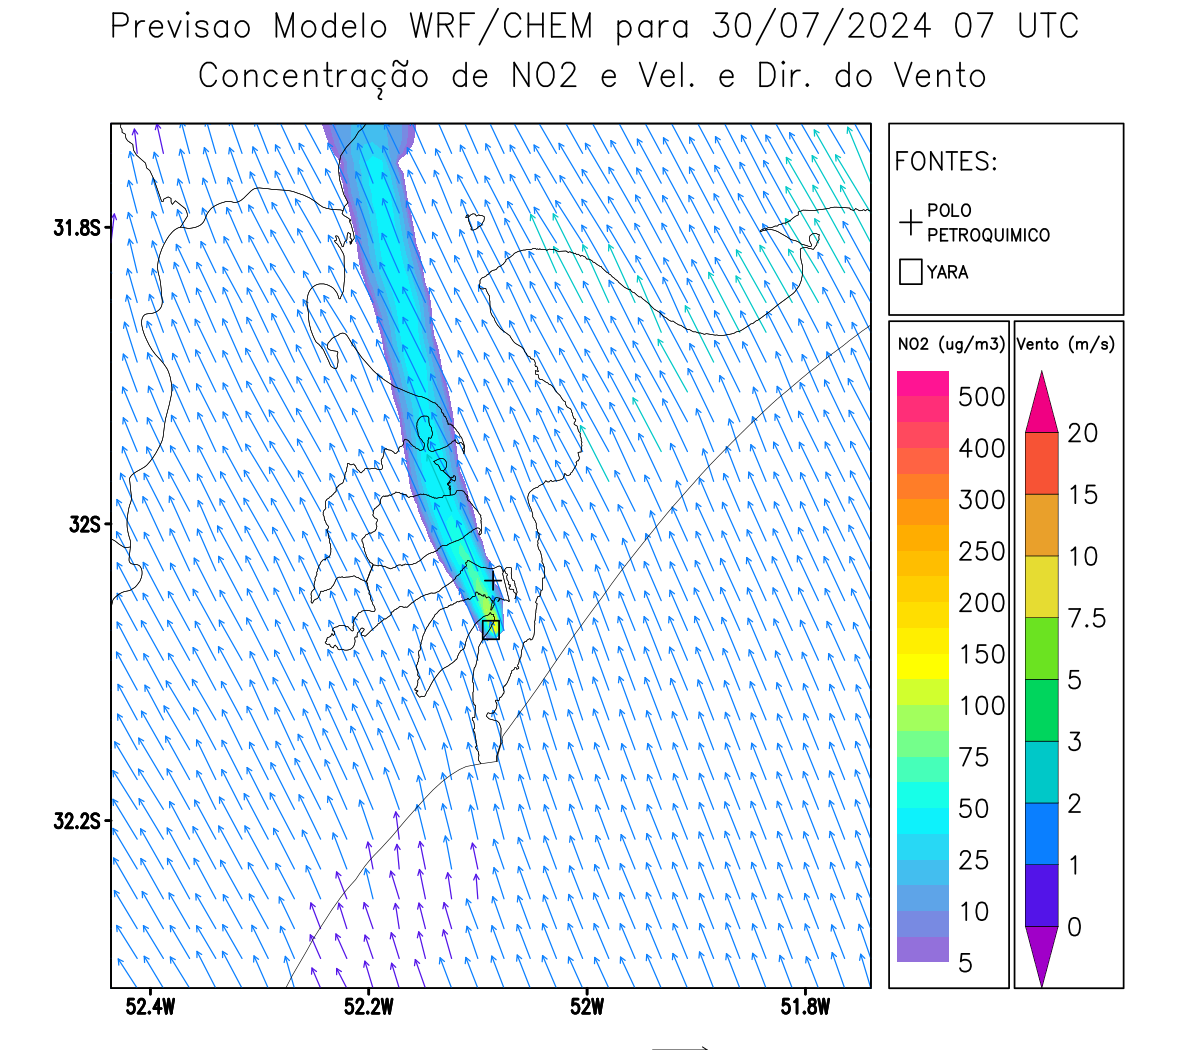 Previsao Modelo WRF/CHEM para 30/07/2024 07 UTC
Concentração de NO2 e Vel. e Dir. do Vento
FONTES:
POLO
PETROQUIMICO
YARA
31.8S
32S
32.2S
52.4W
52.2W
52W
51.8W
NO2 (ug/m3)
500
400
300
250
200
150
100
75
50
25
10
5
Vento (m/s)
20
15
10
7.5
5
3
2
1
0